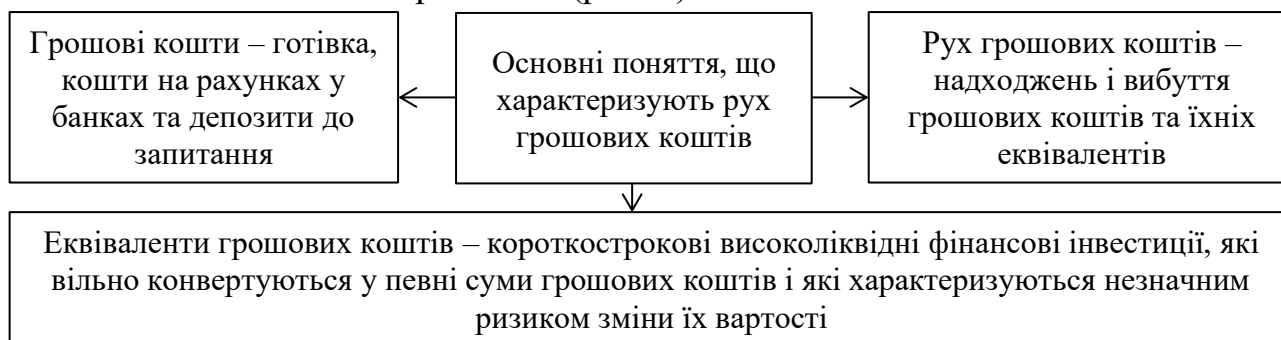 Грошові кошти – готівка,
кошти на рахунках у
банках та депозити до
запитання
Основні поняття, що
характеризують рух
грошових коштів
Рух грошових коштів –
надходжень і вибуття
грошових коштів та їхніх
еквівалентів
Еквіваленти грошових коштів – короткострокові високоліквідні фінансові інвестиції, які
вільно конвертуються у певні суми грошових коштів і які характеризуються незначним
ризиком зміни їх вартості